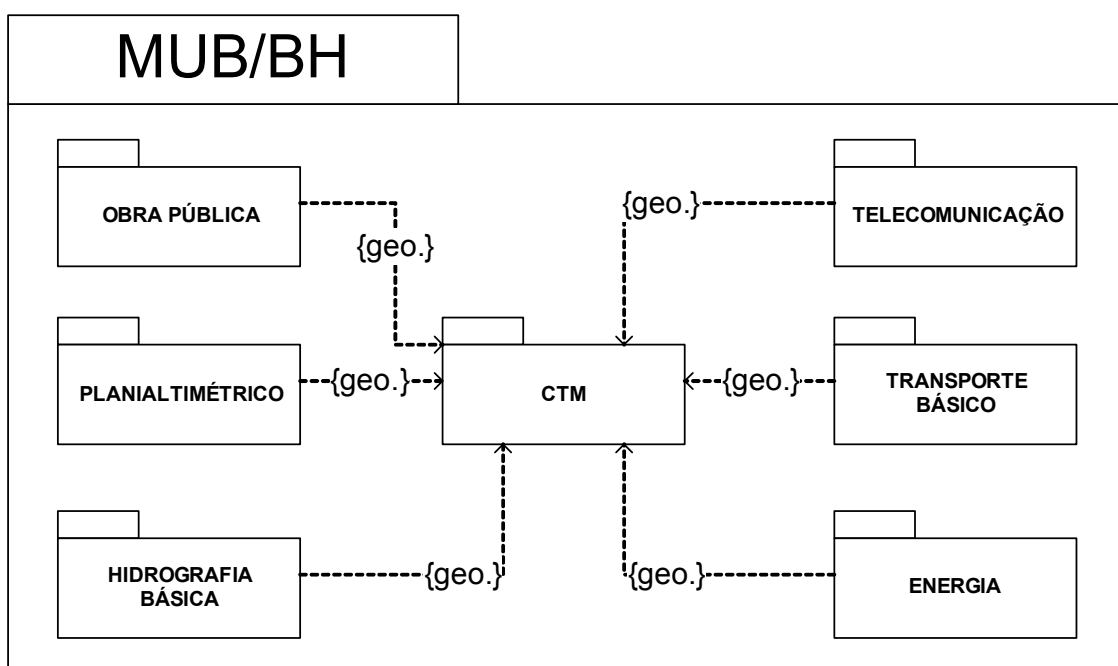 MUB/BH
OBRA PÚBLICA
{geo.}
TELECOMUNICAÇÃO
{geo.}
PLANIALTIMÉTRICO
{geo.}
CTM
{geo.}
TRANSPORTE
BÁSICO
HIDROGRAFIA
BÁSICA
{geo.}
{geo.}
ENERGIA